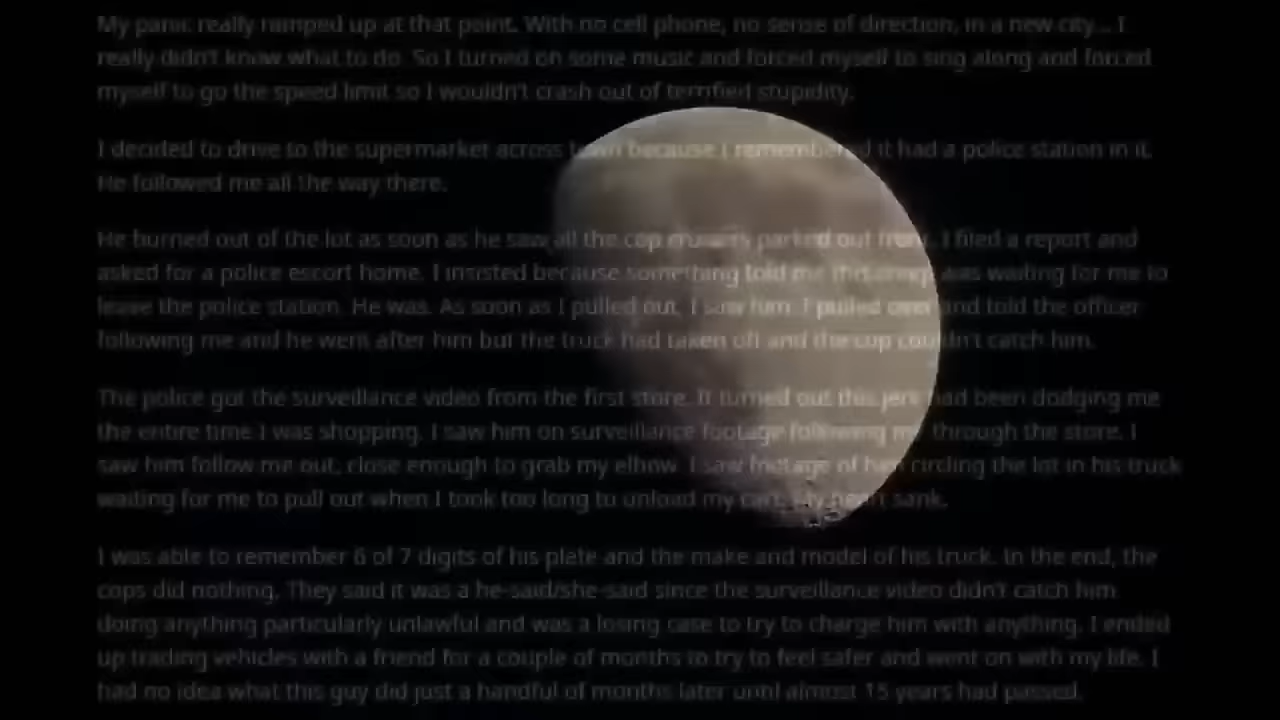 My panic really ramped up at that point. With no cell phone, no sense of direction, in a new city... I
really didn't know what to do. So I turned on some music and forced myself to sing along and forced
myself to go the speed limit so I wouldn't crash out of terrified stupidity.
I decided to drive to the supermarket across town because I remembered it had a police station in it.
He followed me all the way there.
He burned out of the lot as soon as he saw all the cop cruisers parked out front. I filed a report and
asked for a police escort home. I insisted because something told me this was waiting for me to
leave the police station. He was. As soon as I pulled out, I saw him. I pulled over and told the officer
following me and he went after him but the truck had taken off and the cop couldn't catch him.
The police got the surveillance video from the first store. It turned out this jerk had been dodging me
the entire time I was shopping. I saw him on surveillance footage following me through the store. I
saw him follow me out, close enough to grab my elbow. I saw footage of him circling the lot in his truck
waiting for me to pull out when I took too long to unload my cart. My heart sank.
I was able to remember 6 of 7 digits of his plate and the make and model of his truck. In the end, the
cops did nothing. They said it was a he-said/she-said since the surveillance video didn't catch him
doing anything particularly unlawful and was a losing case to try to charge him with anything. I ended
up trading vehicles with a friend for a couple of months to try to feel safer and went on with my life. I
had no idea what this guy did just a handful of months later until almost 15 years had passed.